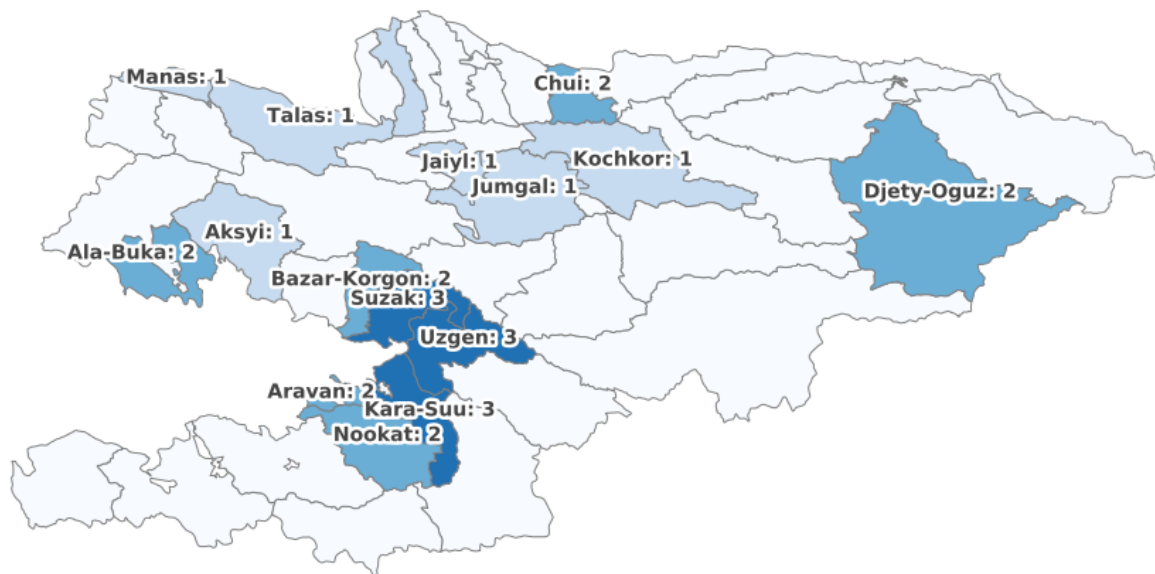 Manas: 1
Chui: 2
Talas: 1
Jaiyl: 1
Kochkor: 1
Jumgal: 1
Djety-Oguz: 2
Aksyi: 1
Ala-Buka: 2
Bazar-Korgon: 2
Suzak: 3
Uzgen: 3
Aravan: 2
Kara-Suu: 3
Nookat: 2